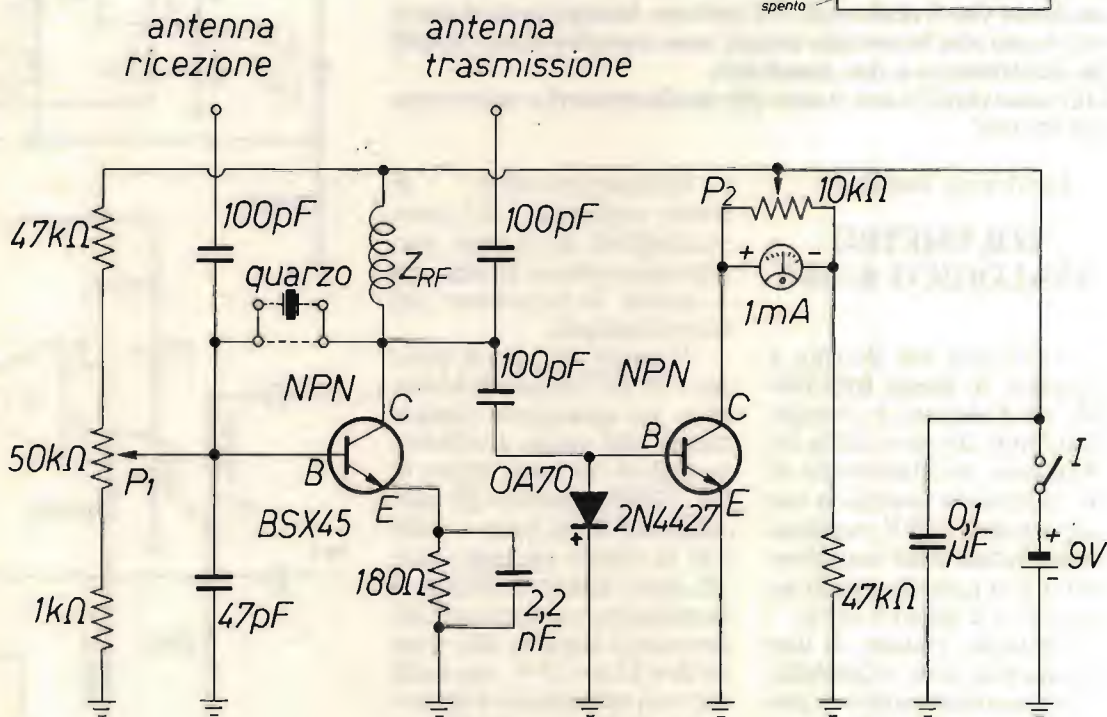 spento
antenna
ricezione
antenna
trasmissione
47kΩ
100pF
quarzo
Z_RF
100pF
P₂
10kΩ
+
-
1mA
100pF
NPN
NPN
C
C
50kΩ
P₁
B
E
BSX45
OA70
B
E
2N4427
+
I
1kΩ
47pF
180Ω
2,2
nF
47kΩ
0,1
µF
+
9V
-